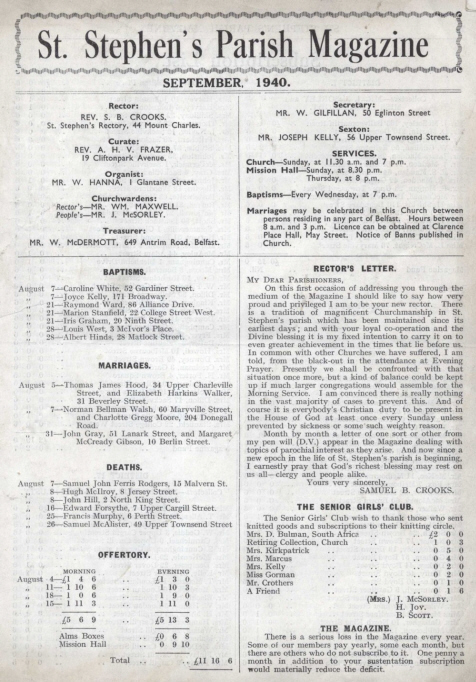 St. Stephen's Parish Magazine
SEPTEMBER, 1940.
Rector:
REV. S. B. CROOKS,
St. Stephen's Rectory, 44 Mount Charles.
Curate:
REV. A. H. V. FRAZER,
19 Cliftonpark Avenue.
Organist:
MR. W. HANNA, 1 Glantane Street.
Churchwardens:
Rector's—MR. WM. MAXWELL.
People's—MR. J. McSORLEY.
Treasurer:
MR. W. McDERMOTT, 649 Antrim Road, Belfast.
Secretary:
MR. W. GILFILLAN, 50 Eglinton Street
Sexton:
MR. JOSEPH KELLY, 56 Upper Townsend Street.
SERVICES.
Church—Sunday, at 11.30 a.m. and 7 p.m.
Mission Hall—Sunday, at 8.30 p.m.
Thursday, at 8 p.m.
Baptisms—Every Wednesday, at 7 p.m.
Marriages may be celebrated in this Church between
persons residing in any part of Belfast. Hours between
8 a.m. and 3 p.m. Licence can be obtained at Clarence
Place Hall, May Street. Notice of Banns published in
Church.
BAPTISMS.
August 7—Caroline White, 52 Gardiner Street.
„ 7—Joyce Kelly, 171 Broadway.
„ 21—Raymond Ward, 86 Alliance Drive.
„ 21—Marion Stanfield, 22 College Street West.
„ 21—Iris Graham, 20 Ninth Street.
„ 28—Louis West, 3 McIvor's Place.
„ 28—Albert Hinds, 28 Matlock Street.
MARRIAGES.
August 5—Thomas James Hood, 34 Upper Charleville
Street, and Elizabeth Harkins Walker,
31 Beverley Street.
„ 7—Norman Bellman Walsh, 60 Maryville Street,
and Charlotte Gregg Moore, 204 Donegall
Road.
„ 31—John Gray, 51 Lanark Street, and Margaret
McCready Gibson, 10 Berlin Street.
DEATHS.
August 7—Samuel John Ferris Rodgers, 15 Malvern St.
„ 8—Hugh McIlroy, 8 Jersey Street.
„ 8—John Hill, 2 North King Street.
„ 16—Edward Forsythe, 7 Upper Cargill Street.
„ 25—Francis Murphy, 6 Perth Street.
„ 26—Samuel McAlister, 49 Upper Townsend Street
OFFERTORY.
MORNING EVENING
August 4—£1 4 6 £1 3 0
„ 11— 1 10 6 1 10 3
„ 18— 1 0 6 1 9 0
„ 15— 1 11 3 1 11 0
£5 6 9 .. £5 13 3
Alms Boxes .. £0 6 8
Mission Hall .. 0 9 10
Total .. .. £11 16 6
RECTOR'S LETTER.
MY DEAR PARISHIONERS,
On this first occasion of addressing you through the
medium of the Magazine I should like to say how very
proud and privileged I am to be your new rector. There
is a tradition of magnificent Churchmanship in St.
Stephen's parish which has been maintained since its
earliest days; and with your loyal co-operation and the
Divine blessing it is my fixed intention to carry it on to
even greater achievement in the times that lie before us.
In common with other Churches we have suffered, I am
told, from the black-out in the attendance at Evening
Prayer. Presently we shall be confronted with that
situation once more, but a kind of balance could be kept
up if much larger congregations would assemble for the
Morning Service. I am convinced there is really nothing
in the vast majority of cases to prevent this. And of
course it is everybody's Christian duty to be present in
the House of God at least once every Sunday unless
prevented by sickness or some such weighty reason.
Month by month a letter of one sort or other from
my pen will (D.V.) appear in the Magazine dealing with
topics of parochial interest as they arise. And now since a
new epoch in the life of St. Stephen's parish is beginning,
I earnestly pray that God's richest blessing may rest on
us all—clergy and people alike.
Yours very sincerely,
SAMUEL B. CROOKS.
THE SENIOR GIRLS' CLUB.
The Senior Girls' Club wish to thank those who sent
knitted goods and subscriptions to their knitting circle.
Mrs. D. Bulman, South Africa .. £2 0 0
Retiring Collection, Church .. 1 0 3
Mrs. Kirkpatrick .. .. 0 5 0
Mrs. Marcus .. .. 0 4 0
Mrs. Kelly .. .. 0 2 0
Miss Gorman .. .. 0 2 0
Mr. Crothers .. .. 0 1 0
A Friend .. .. 0 1 6
(MRS.) J. McSORLEY.
H. JOY.
B. SCOTT.
THE MAGAZINE.
There is a serious loss in the Magazine every year.
Some of our members pay yearly, some each month, but
there are others who do not subscribe to it. One penny a
month in addition to your sustentation subscription
would materially reduce the deficit.